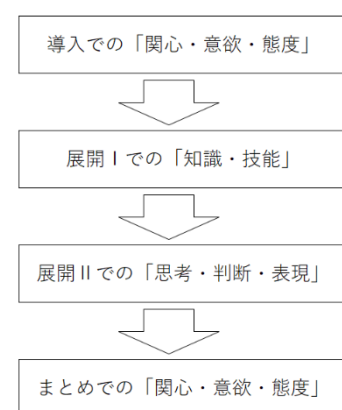 導入での「関心・意欲・態度」
展開Ⅰでの「知識・技能」
展開Ⅱでの「思考・判断・表現」
まとめでの「関心・意欲・態度」